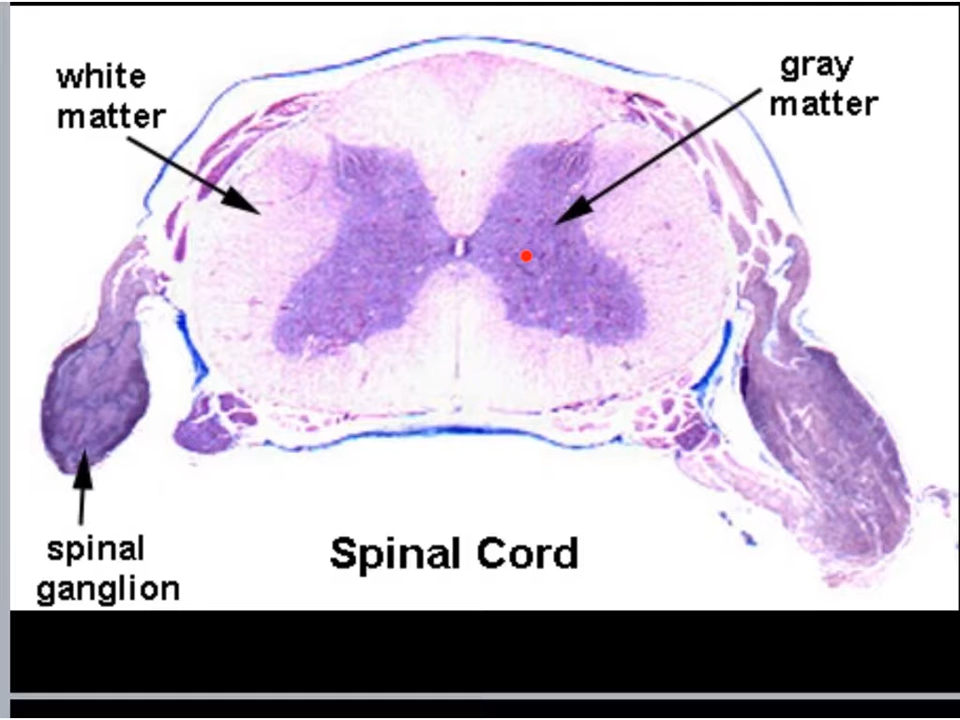 white
matter
gray
matter
spinal
ganglion
Spinal Cord